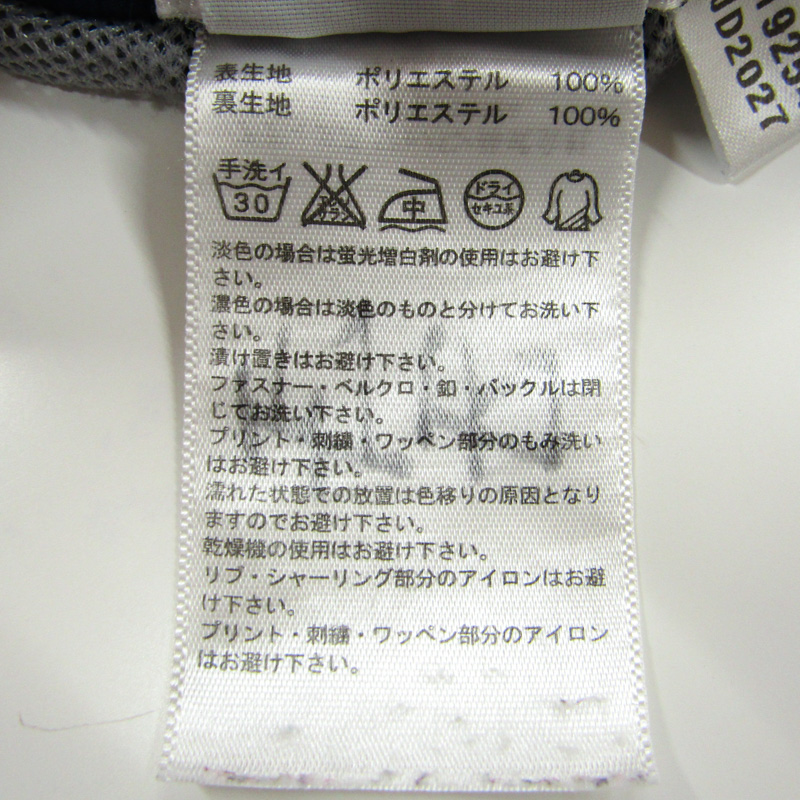 表生地 ポリエステル 100%
裏生地 ポリエステル 100%
手洗イ
30
中
ドライ
セキユ系
淡色の場合は蛍光増白剤の使用はお避け下
さい。
濃色の場合は淡色のものと分けてお洗い下
さい。
漬け置きはお避け下さい。
ファスナー・ベルクロ・釦・バックルは閉
じてお洗い下さい。
プリント・刺繍・ワッペン部分のもみ洗い
はお避け下さい。
濡れた状態での放置は色移りの原因となり
ますのでお避け下さい。
乾燥機の使用はお避け下さい。
リブ・シャーリング部分のアイロンはお避
け下さい。
プリント・刺繍・ワッペン部分のアイロン
はお避け下さい。
JD2027